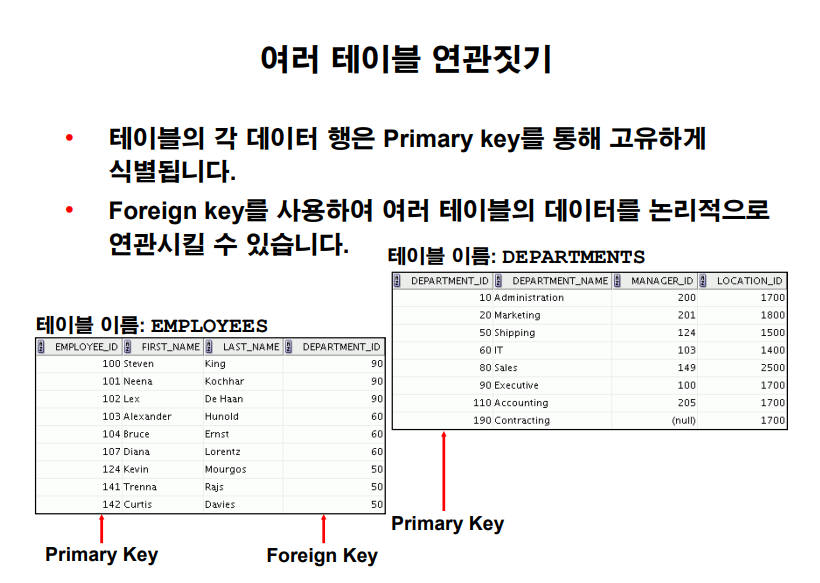 여러 테이블 연관짓기
• 테이블의 각 데이터 행은 Primary key를 통해 고유하게
식별됩니다.
• Foreign key를 사용하여 여러 테이블의 데이터를 논리적으로
연관시킬 수 있습니다.
테이블 이름: DEPARTMENTS
DEPARTMENT_ID DEPARTMENT_NAME MANAGER_ID LOCATION_ID
10 Administration 200 1700
20 Marketing 201 1800
50 Shipping 124 1500
60 IT 103 1400
80 Sales 149 2500
90 Executive 100 1700
110 Accounting 205 1700
190 Contracting (null) 1700
Primary Key
테이블 이름: EMPLOYEES
EMPLOYEE_ID FIRST_NAME LAST_NAME DEPARTMENT_ID
100 Steven King 90
101 Neena Kochhar 90
102 Lex De Haan 90
103 Alexander Hunold 60
104 Bruce Ernst 60
107 Diana Lorentz 60
124 Kevin Mourgos 50
141 Trenna Rajs 50
142 Curtis Davies 50
Primary Key Foreign Key